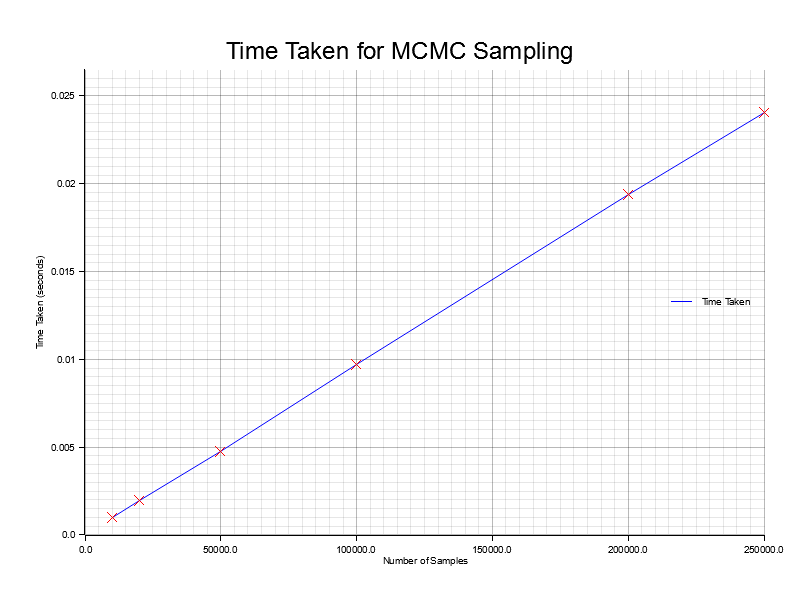 Time Taken for MCMC Sampling
0.025
0.02
0.015
0.01
0.005
0.0
Time Taken (seconds)
Time Taken
0.0 50000.0 100000.0 150000.0 200000.0 250000.0
Number of Samples